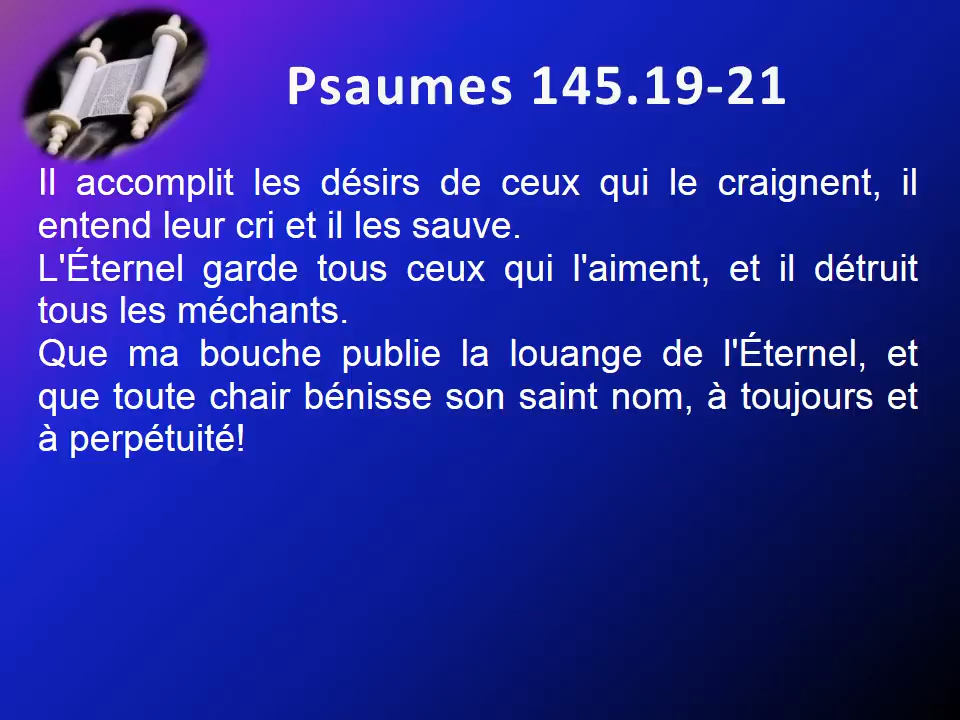 Psaumes 145.19-21
Il accomplit les désirs de ceux qui le craignent, il
entend leur cri et il les sauve.
L'Éternel garde tous ceux qui l'aiment, et il détruit
tous les méchants.
Que ma bouche publie la louange de l'Éternel, et
que toute chair bénisse son saint nom, à toujours et
à perpétuité!